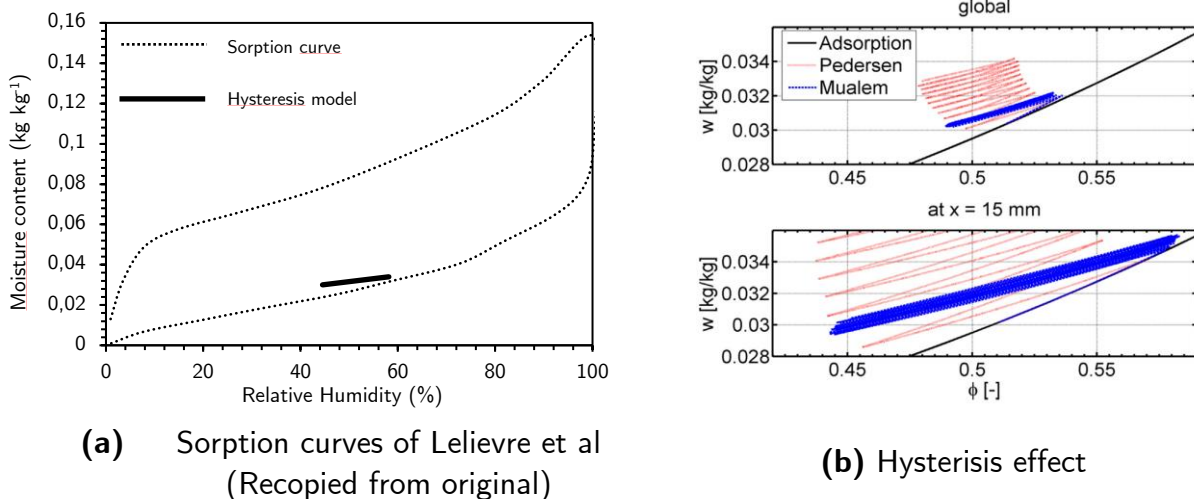 0,16
0,14
0,12
0,1
0,08
0,06
0,04
0,02
0
Moisture content (kg kg⁻¹)
Sorption curve
Hysteresis model
0 20 40 60 80 100
Relative Humidity (%)
(a) Sorption curves of Lelievre et al
(Recopied from original)
global
Adsorption
Pedersen
Mualem
w [kg/kg]
0.034
0.032
0.03
0.028
0.45 0.5 0.55
at x = 15 mm
w [kg/kg]
0.034
0.032
0.03
0.028
0.45 0.5 0.55
ϕ [-]
(b) Hysterisis effect